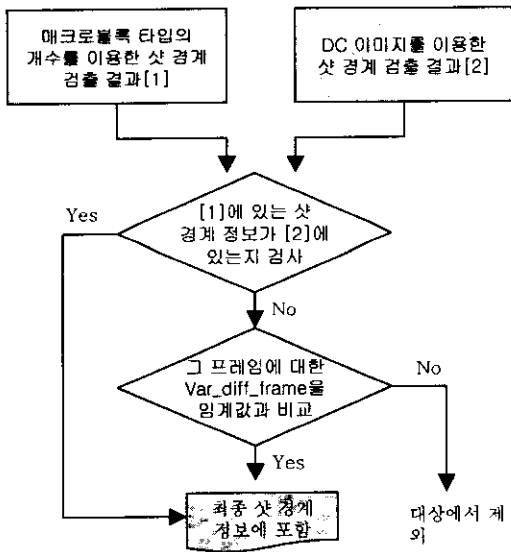 매크로블록 타입의
개수를 이용한 샷 경계
검출 결과[1]
DC 이미지를 이용한
샷 경계 검출 결과[2]
Yes
[1]에 있는 샷
경계 정보가 [2]에
있는지 검사
No
그 프레임에 대한
Var_diff_frame을
임계값과 비교
No
Yes
최종 샷 경계
정보에 포함
대상에서 제
외